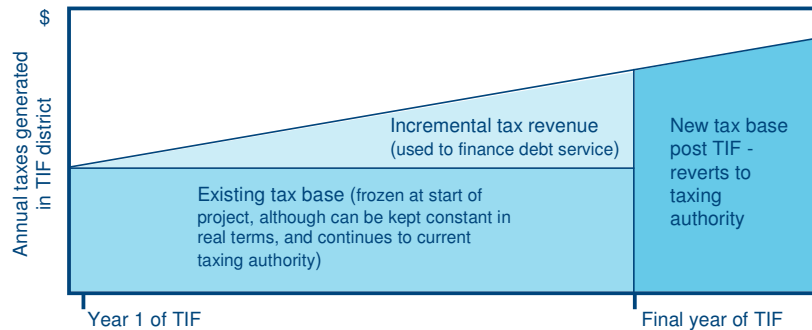 $
Annual taxes generated
in TIF district
Incremental tax revenue
(used to finance debt service)
New tax base
post TIF -
reverts to
taxing
authority
Existing tax base (frozen at start of
project, although can be kept constant in
real terms, and continues to current
taxing authority)
Year 1 of TIF
Final year of TIF